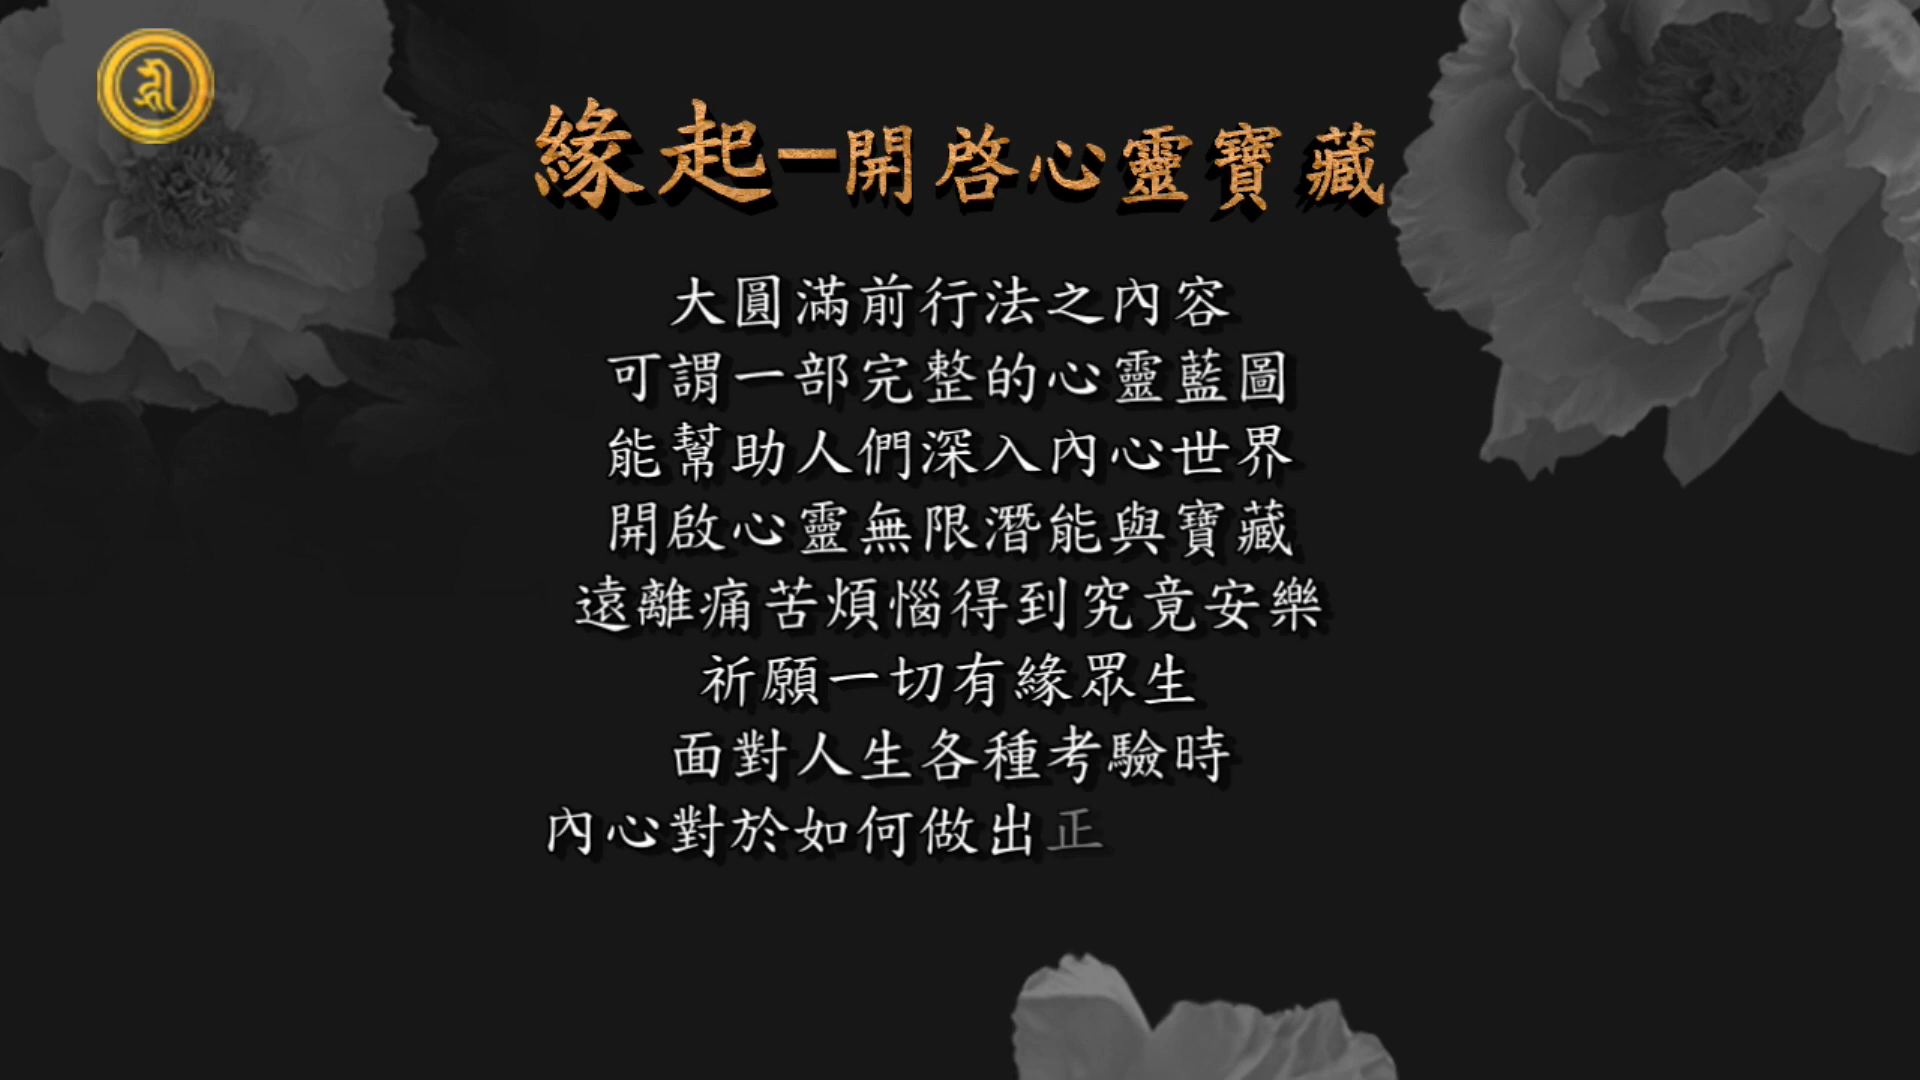 緣起-開啓心靈寶藏
大圓滿前行法之內容
可謂一部完整的心靈藍圖
能幫助人們深入內心世界
開啟心靈無限潛能與寶藏
遠離痛苦煩惱得到究竟安樂
祈願一切有緣眾生
面對人生各種考驗時
內心對於如何做出正